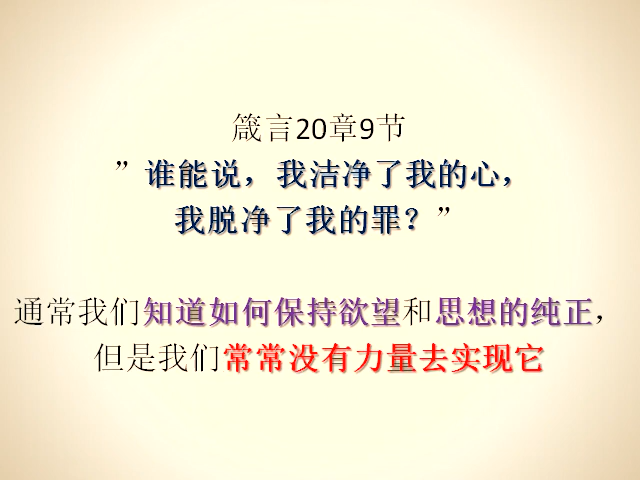 箴言20章9节
”谁能说，我洁净了我的心，
我脱净了我的罪？”
通常我们知道如何保持欲望和思想的纯正，
但是我们常常没有力量去实现它